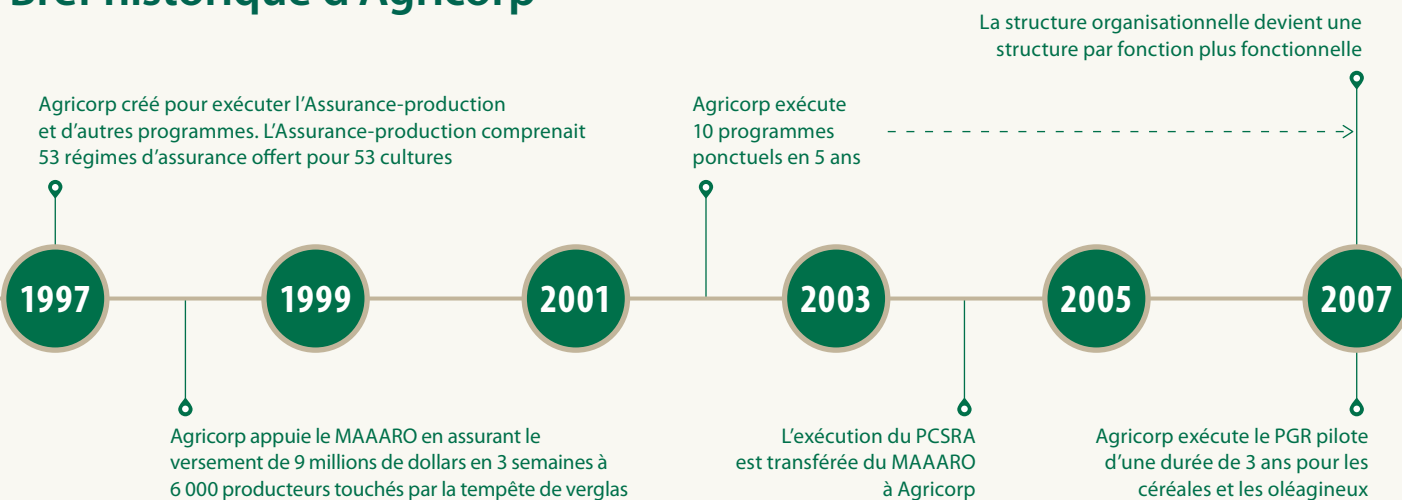 Bref historique d'Agricorp
La structure organisationnelle devient une
structure par fonction plus fonctionnelle
Agricorp créé pour exécuter l'Assurance-production
et d'autres programmes. L'Assurance-production comprenait
53 régimes d'assurance offert pour 53 cultures
Agricorp exécute
10 programmes
ponctuels en 5 ans
1997
1999
2001
2003
2005
2007
Agricorp appuie le MAAARO en assurant le
versement de 9 millions de dollars en 3 semaines à
6 000 producteurs touchés par la tempête de verglas
L'exécution du PCSRA
est transférée du MAAARO
à Agricorp
Agricorp exécute le PGR pilote
d'une durée de 3 ans pour les
céréales et les oléagineux